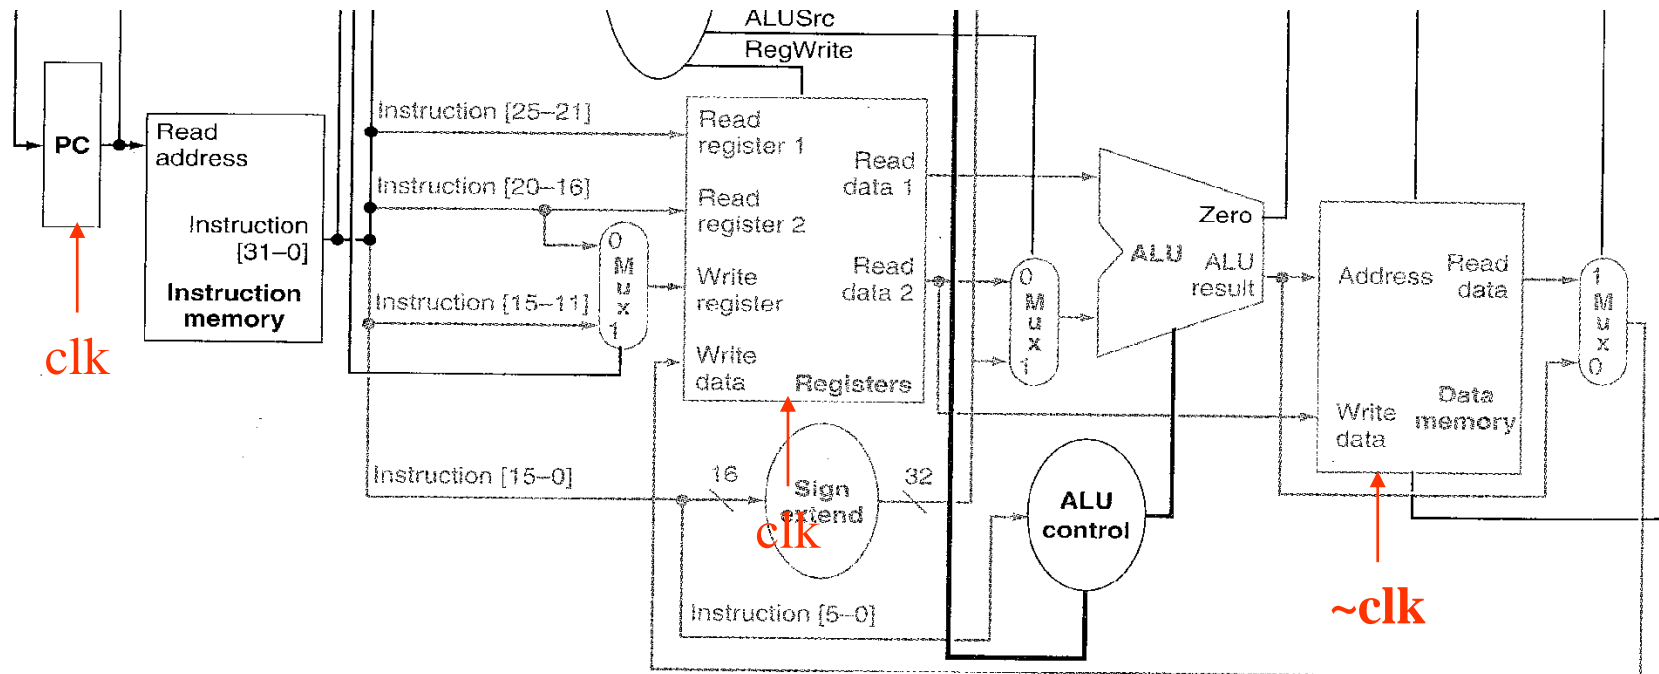 ALUSrc
RegWrite
PC
clk
Read
address
Instruction
[31–0]
Instruction
memory
Instruction [25–21]
Instruction [20–16]
Instruction [15–11]
Instruction [15–0]
0
M
u
x
1
Read
register 1
Read
register 2
Write
register
Write
data
Read
data 1
Read
data 2
Registers
clk
16
Sign
extend
32
Instruction [5–0]
0
M
u
x
1
ALU
Zero
ALU
result
ALU
control
Address
Read
data
Write
data
Data
memory
~clk
1
M
u
x
0